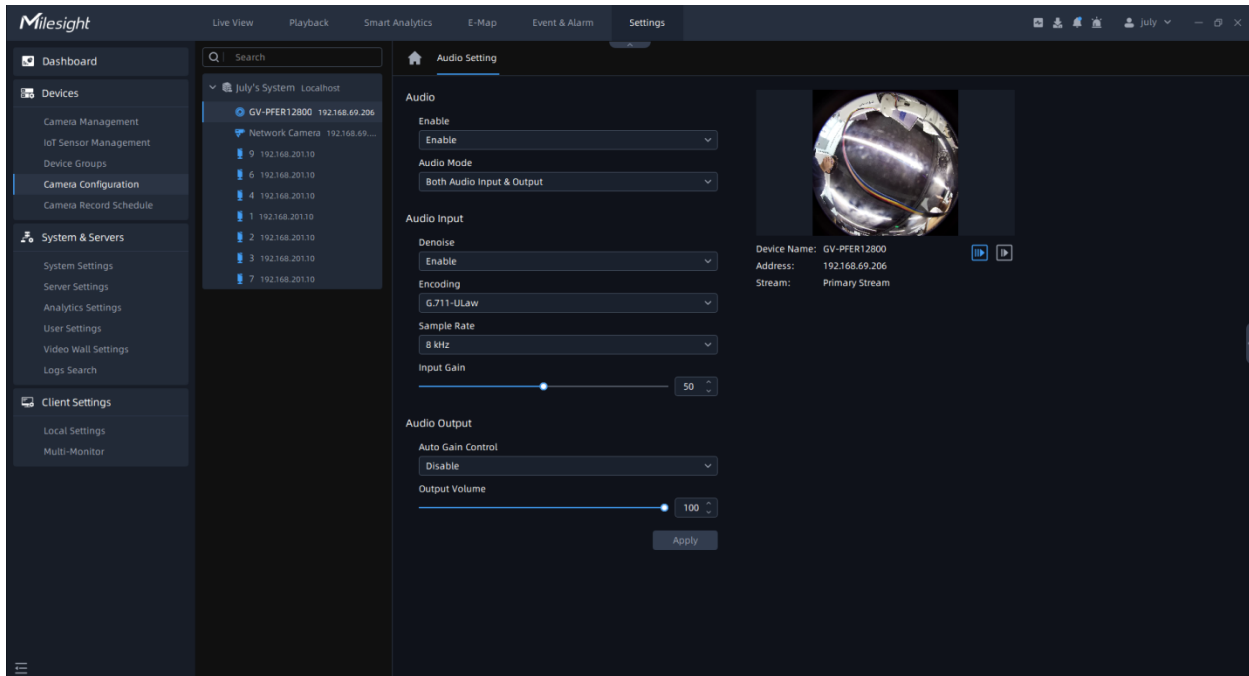 Milesight
Live View Playback Smart Analytics E-Map Event & Alarm Settings july
Dashboard
Devices
Camera Management
IoT Sensor Management
Device Groups
Camera Configuration
Camera Record Schedule
System & Servers
System Settings
Server Settings
Analytics Settings
User Settings
Video Wall Settings
Logs Search
Client Settings
Local Settings
Multi-Monitor
Search
July's System Localhost
GV-PFER12800 192.168.69.206
Network Camera 192.168.69....
9 192.168.201.10
6 192.168.201.10
4 192.168.201.10
1 192.168.201.10
2 192.168.201.10
3 192.168.201.10
7 192.168.201.10
Audio Setting
Audio
Enable
Enable
Audio Mode
Both Audio Input & Output
Audio Input
Denoise
Enable
Encoding
G.711-ULaw
Sample Rate
8 kHz
Input Gain
50
Audio Output
Auto Gain Control
Disable
Output Volume
100
Apply
Device Name: GV-PFER12800
Address: 192.168.69.206
Stream: Primary Stream